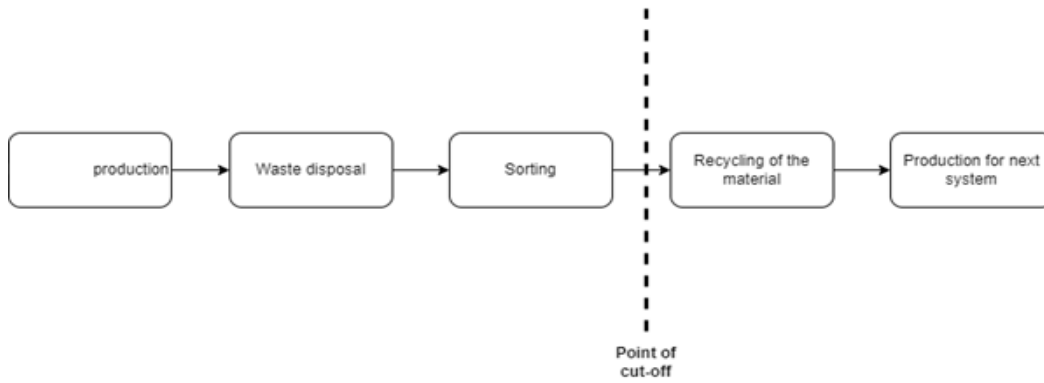 production
Waste disposal
Sorting
Recycling of the
material
Production for next
system
Point of
cut-off